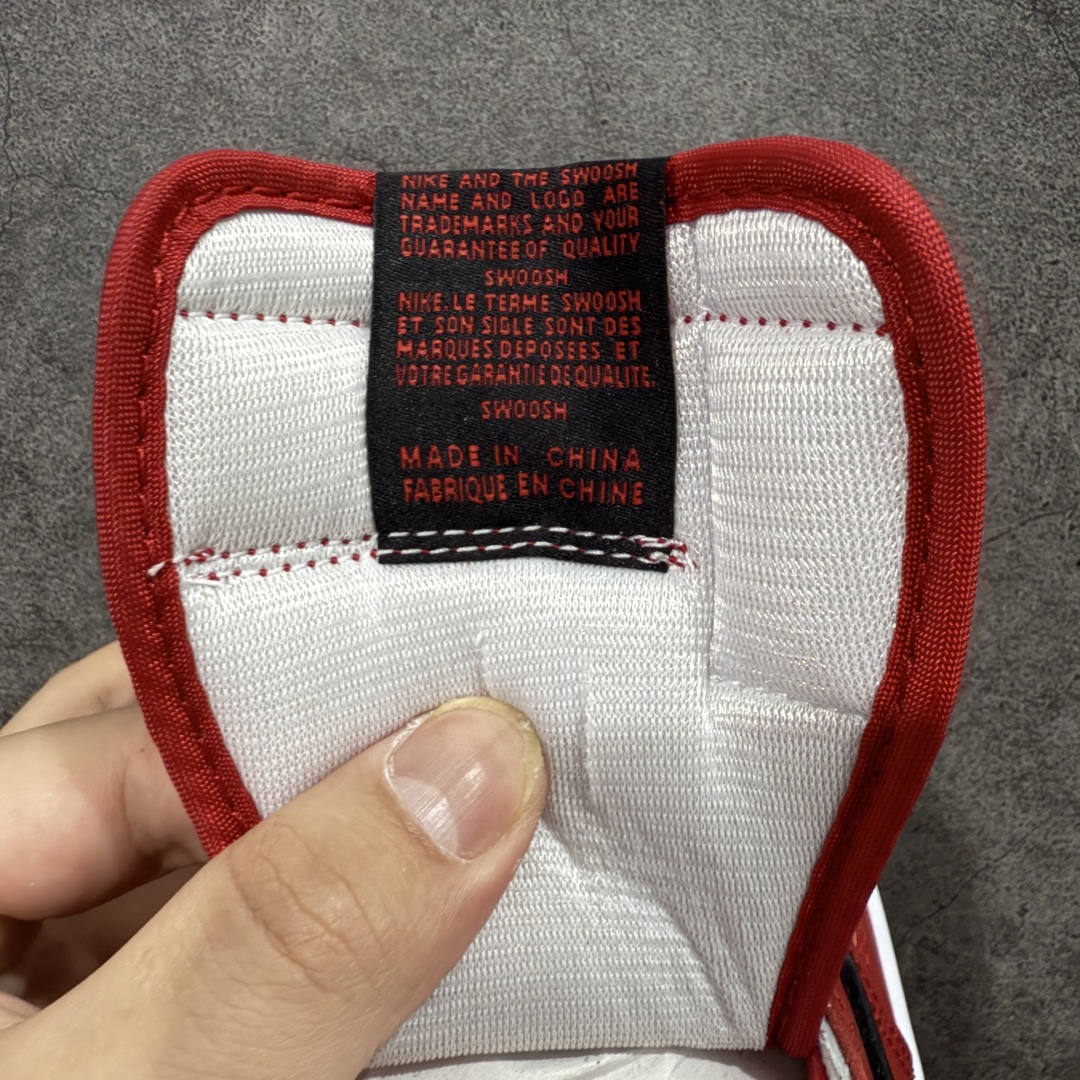 NIKE AND THE SWOOSH
NAME AND LOGO ARE
TRADEMARKS AND YOUR
GUARANTEE OF QUALITY
SWOOSH
NIKE. LE TERME SWOOSH
ET SON SIGLE SONT DES
MARQUES DEPOSEES ET
VOTRE GARANTIE DE QUALITE.
SWOOSH
MADE IN CHINA
FABRIQUE EN CHINE